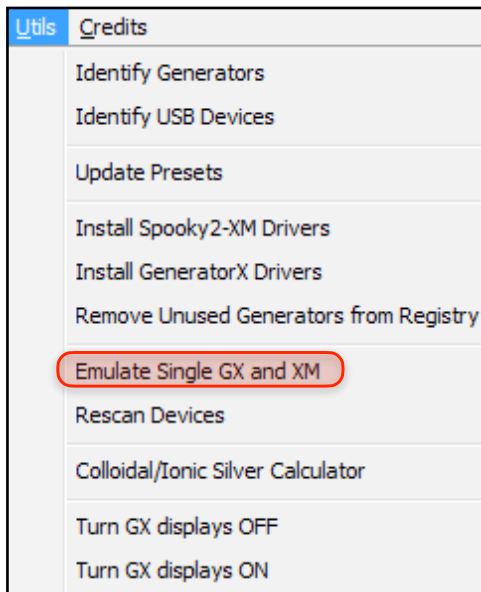 Utils Credits
Identify Generators
Identify USB Devices
Update Presets
Install Spooky2-XM Drivers
Install GeneratorX Drivers
Remove Unused Generators from Registry
Emulate Single GX and XM
Rescan Devices
Colloidal/Ionic Silver Calculator
Turn GX displays OFF
Turn GX displays ON